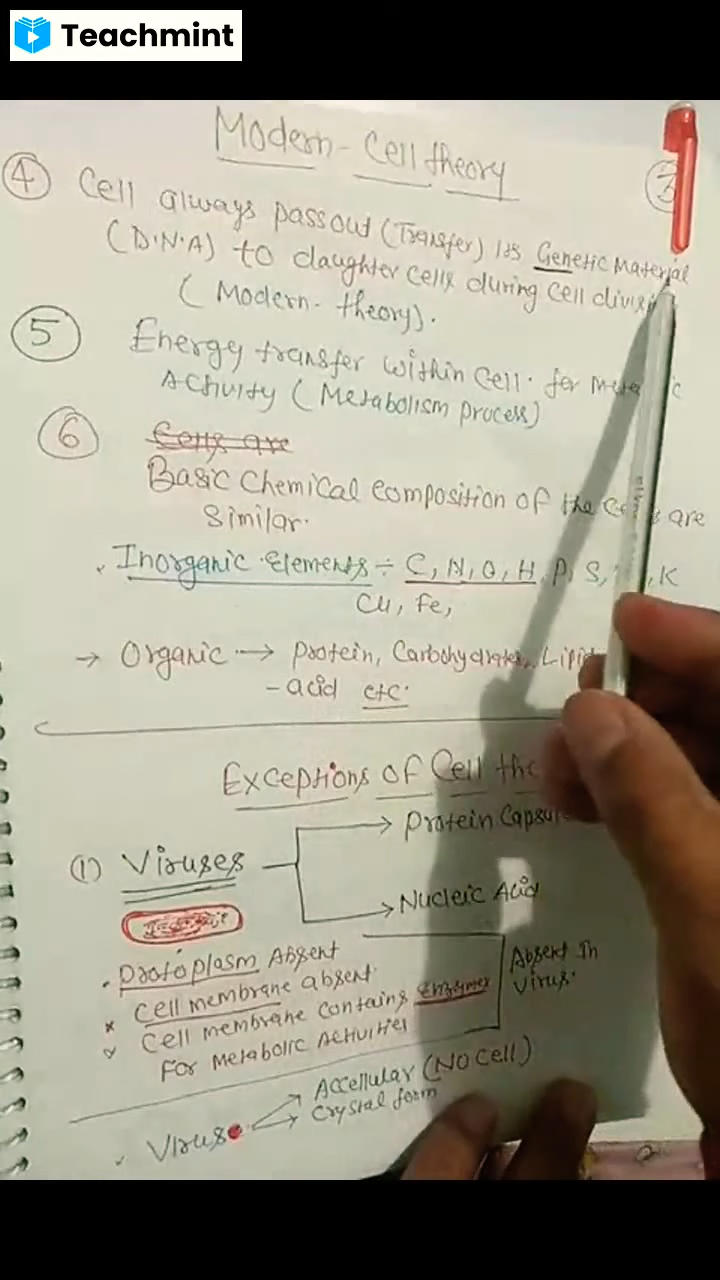 Teachmint
Modern-Cell theory
3
4 Cell always passout (Transfer) Its Genetic Material
(D.N.A) to daughter cells during cell
(Modern-theory).
5 Energy transfer within cell. for
Activity (Metabolism process)
6 Cells are
Basic Chemical composition of the are
Similar.
Inorganic Elements ÷ C, N, O, H, P, S, K
Cu, Fe,
→ Organic → Protein, Carbohydrates,
-acid etc.
Exceptions of Cell
(1) Viruses → Protein
→ Nucleic Acid
• Protoplasm Absent
× Cell membrane absent
Cell membrane contains Enzymes
For Metabolic Activities
Absent In
Virus.
Virus → Accellular (No Cell)
→ Crystal form